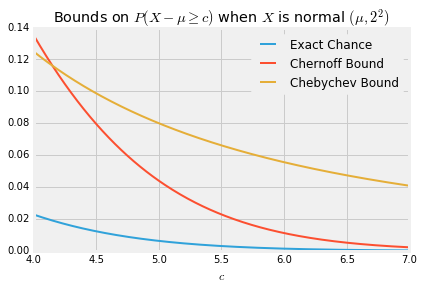 Bounds on P(X − μ ≥ c) when X is normal (μ, 2²)
0.14
0.12
0.10
0.08
0.06
0.04
0.02
0.00
Exact Chance
Chernoff Bound
Chebychev Bound
4.0 4.5 5.0 5.5 6.0 6.5 7.0
c